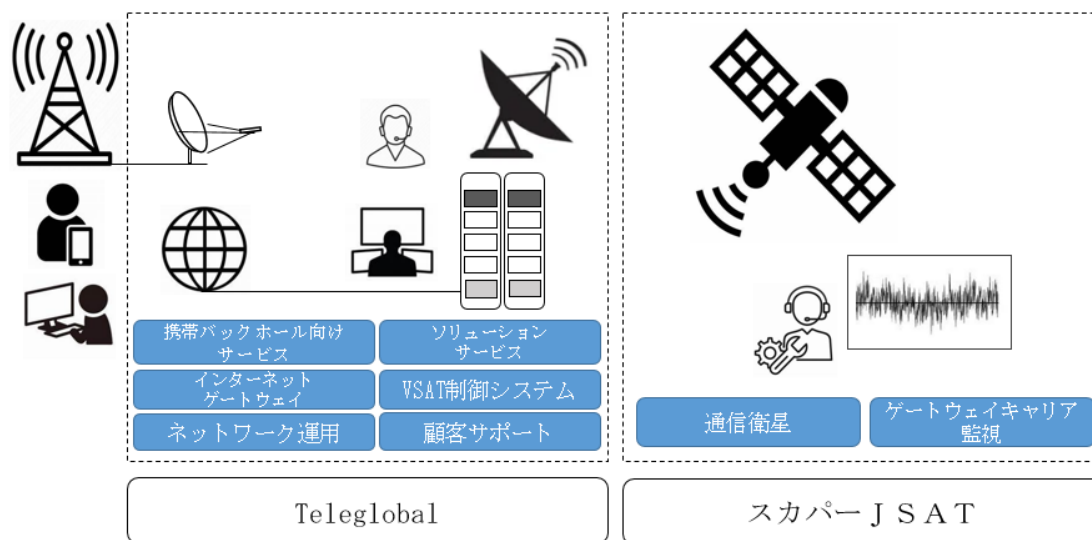 携帯バックホール向け
サービス
ソリューション
サービス
インターネット
ゲートウェイ
VSAT制御システム
ネットワーク運用
顧客サポート
通信衛星
ゲートウェイキャリア
監視
Teleglobal
スカパーＪＳＡＴ